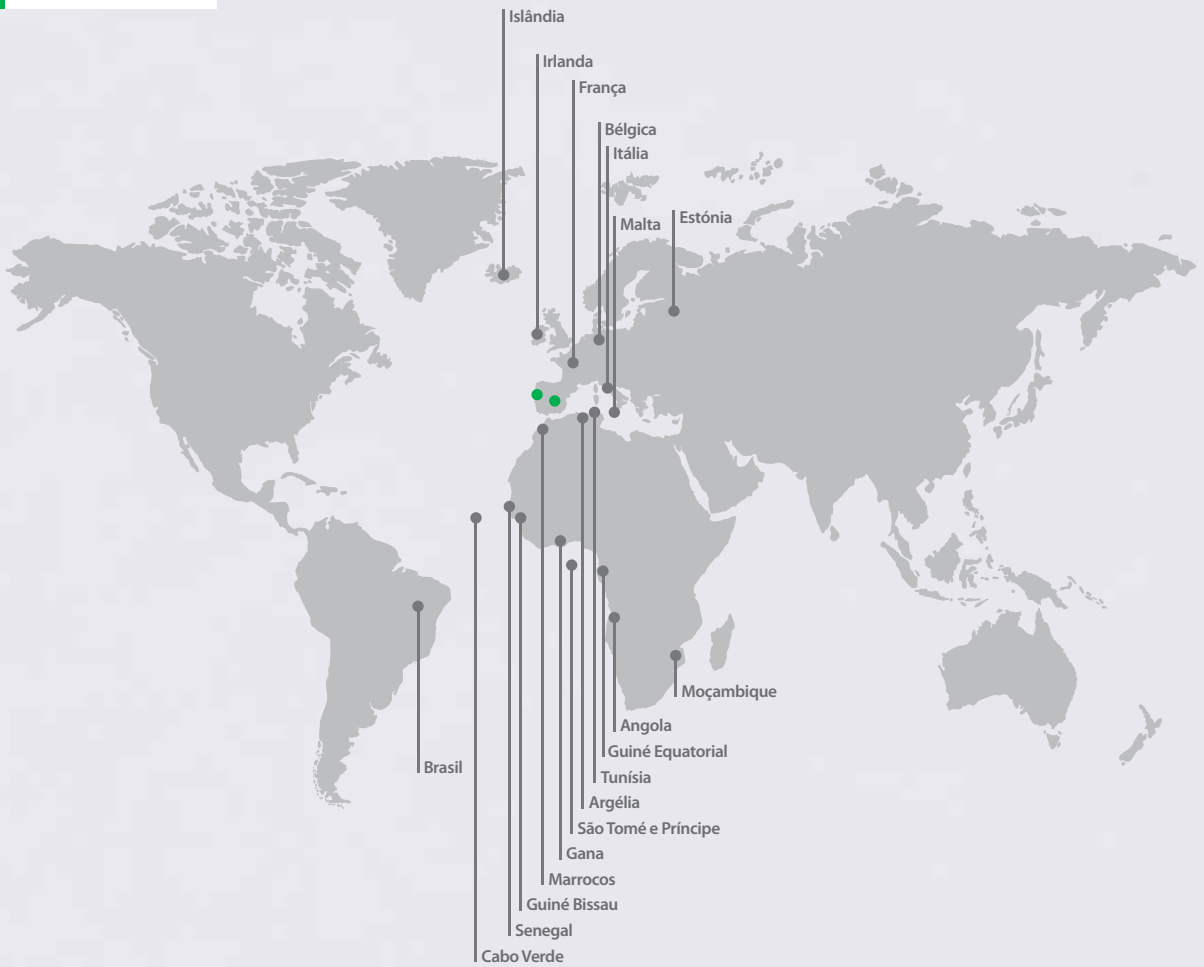 Islândia
Irlanda
França
Bélgica
Itália
Estónia
Malta
Moçambique
Angola
Guiné Equatorial
Brasil
Tunísia
Argélia
São Tomé e Príncipe
Gana
Marrocos
Guiné Bissau
Senegal
Cabo Verde